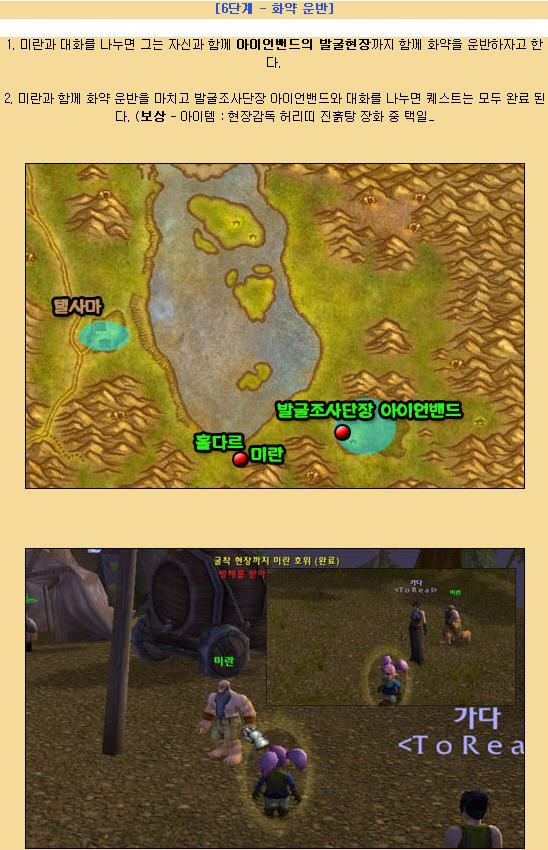 [6단계 - 화약 운반]
1. 미란과 대화를 나누면 그는 자신과 함께 아이언밴드의 발굴현장까지 함께 화약을 운반하자고 한
다.
2. 미란과 함께 화약 운반을 마치고 발굴조사단장 아이언밴드와 대화를 나누면 퀘스트는 모두 완료 된
다. (보상 - 아이템 : 현장감독 허리띠 진흙탕 장화 중 택일_
텔사마
발굴조사단장 아이언밴드
홀다르
미란
굴착 현장까지 미란 호위 (완료)
방해를 받아
가다
<ToReal>
미란
미란
가다
<ToRea